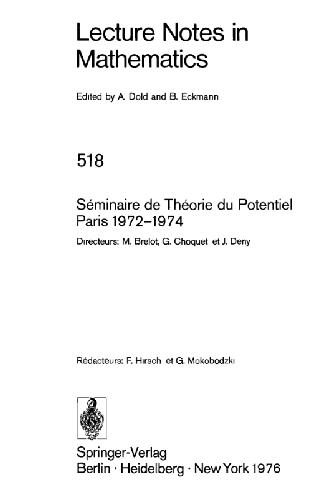 Lecture Notes in
Mathematics
Edited by A. Dold and B. Eckmann
518
Séminaire de Théorie du Potentiel
Paris 1972–1974
Directeurs: M. Brelot, G. Choquet et J. Deny
Rédacteurs: F. Hirsch et G. Mokobodzki
Springer-Verlag
Berlin · Heidelberg · New York 1976